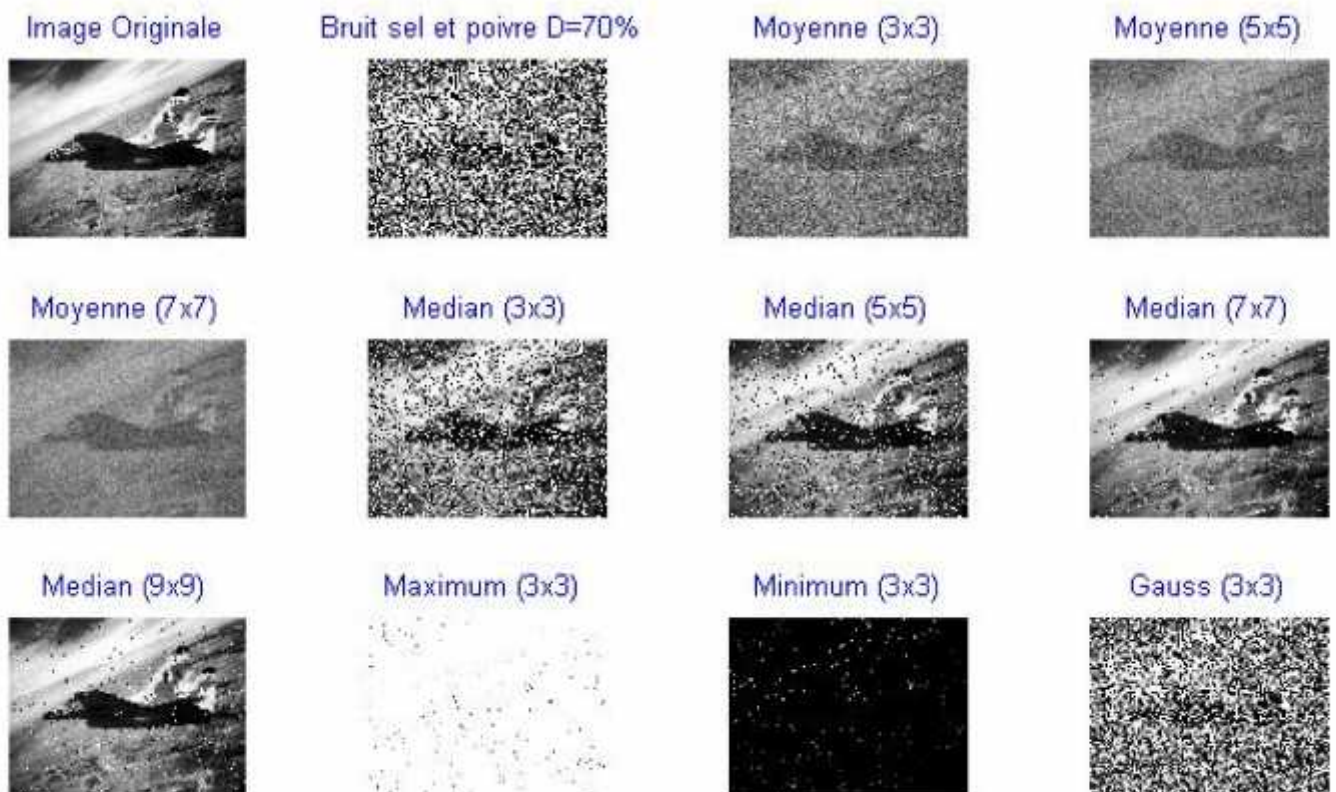 Image Originale
Bruit sel et poivre D=70%
Moyenne (3x3)
Moyenne (5x5)
Moyenne (7x7)
Median (3x3)
Median (5x5)
Median (7x7)
Median (9x9)
Maximum (3x3)
Minimum (3x3)
Gauss (3x3)